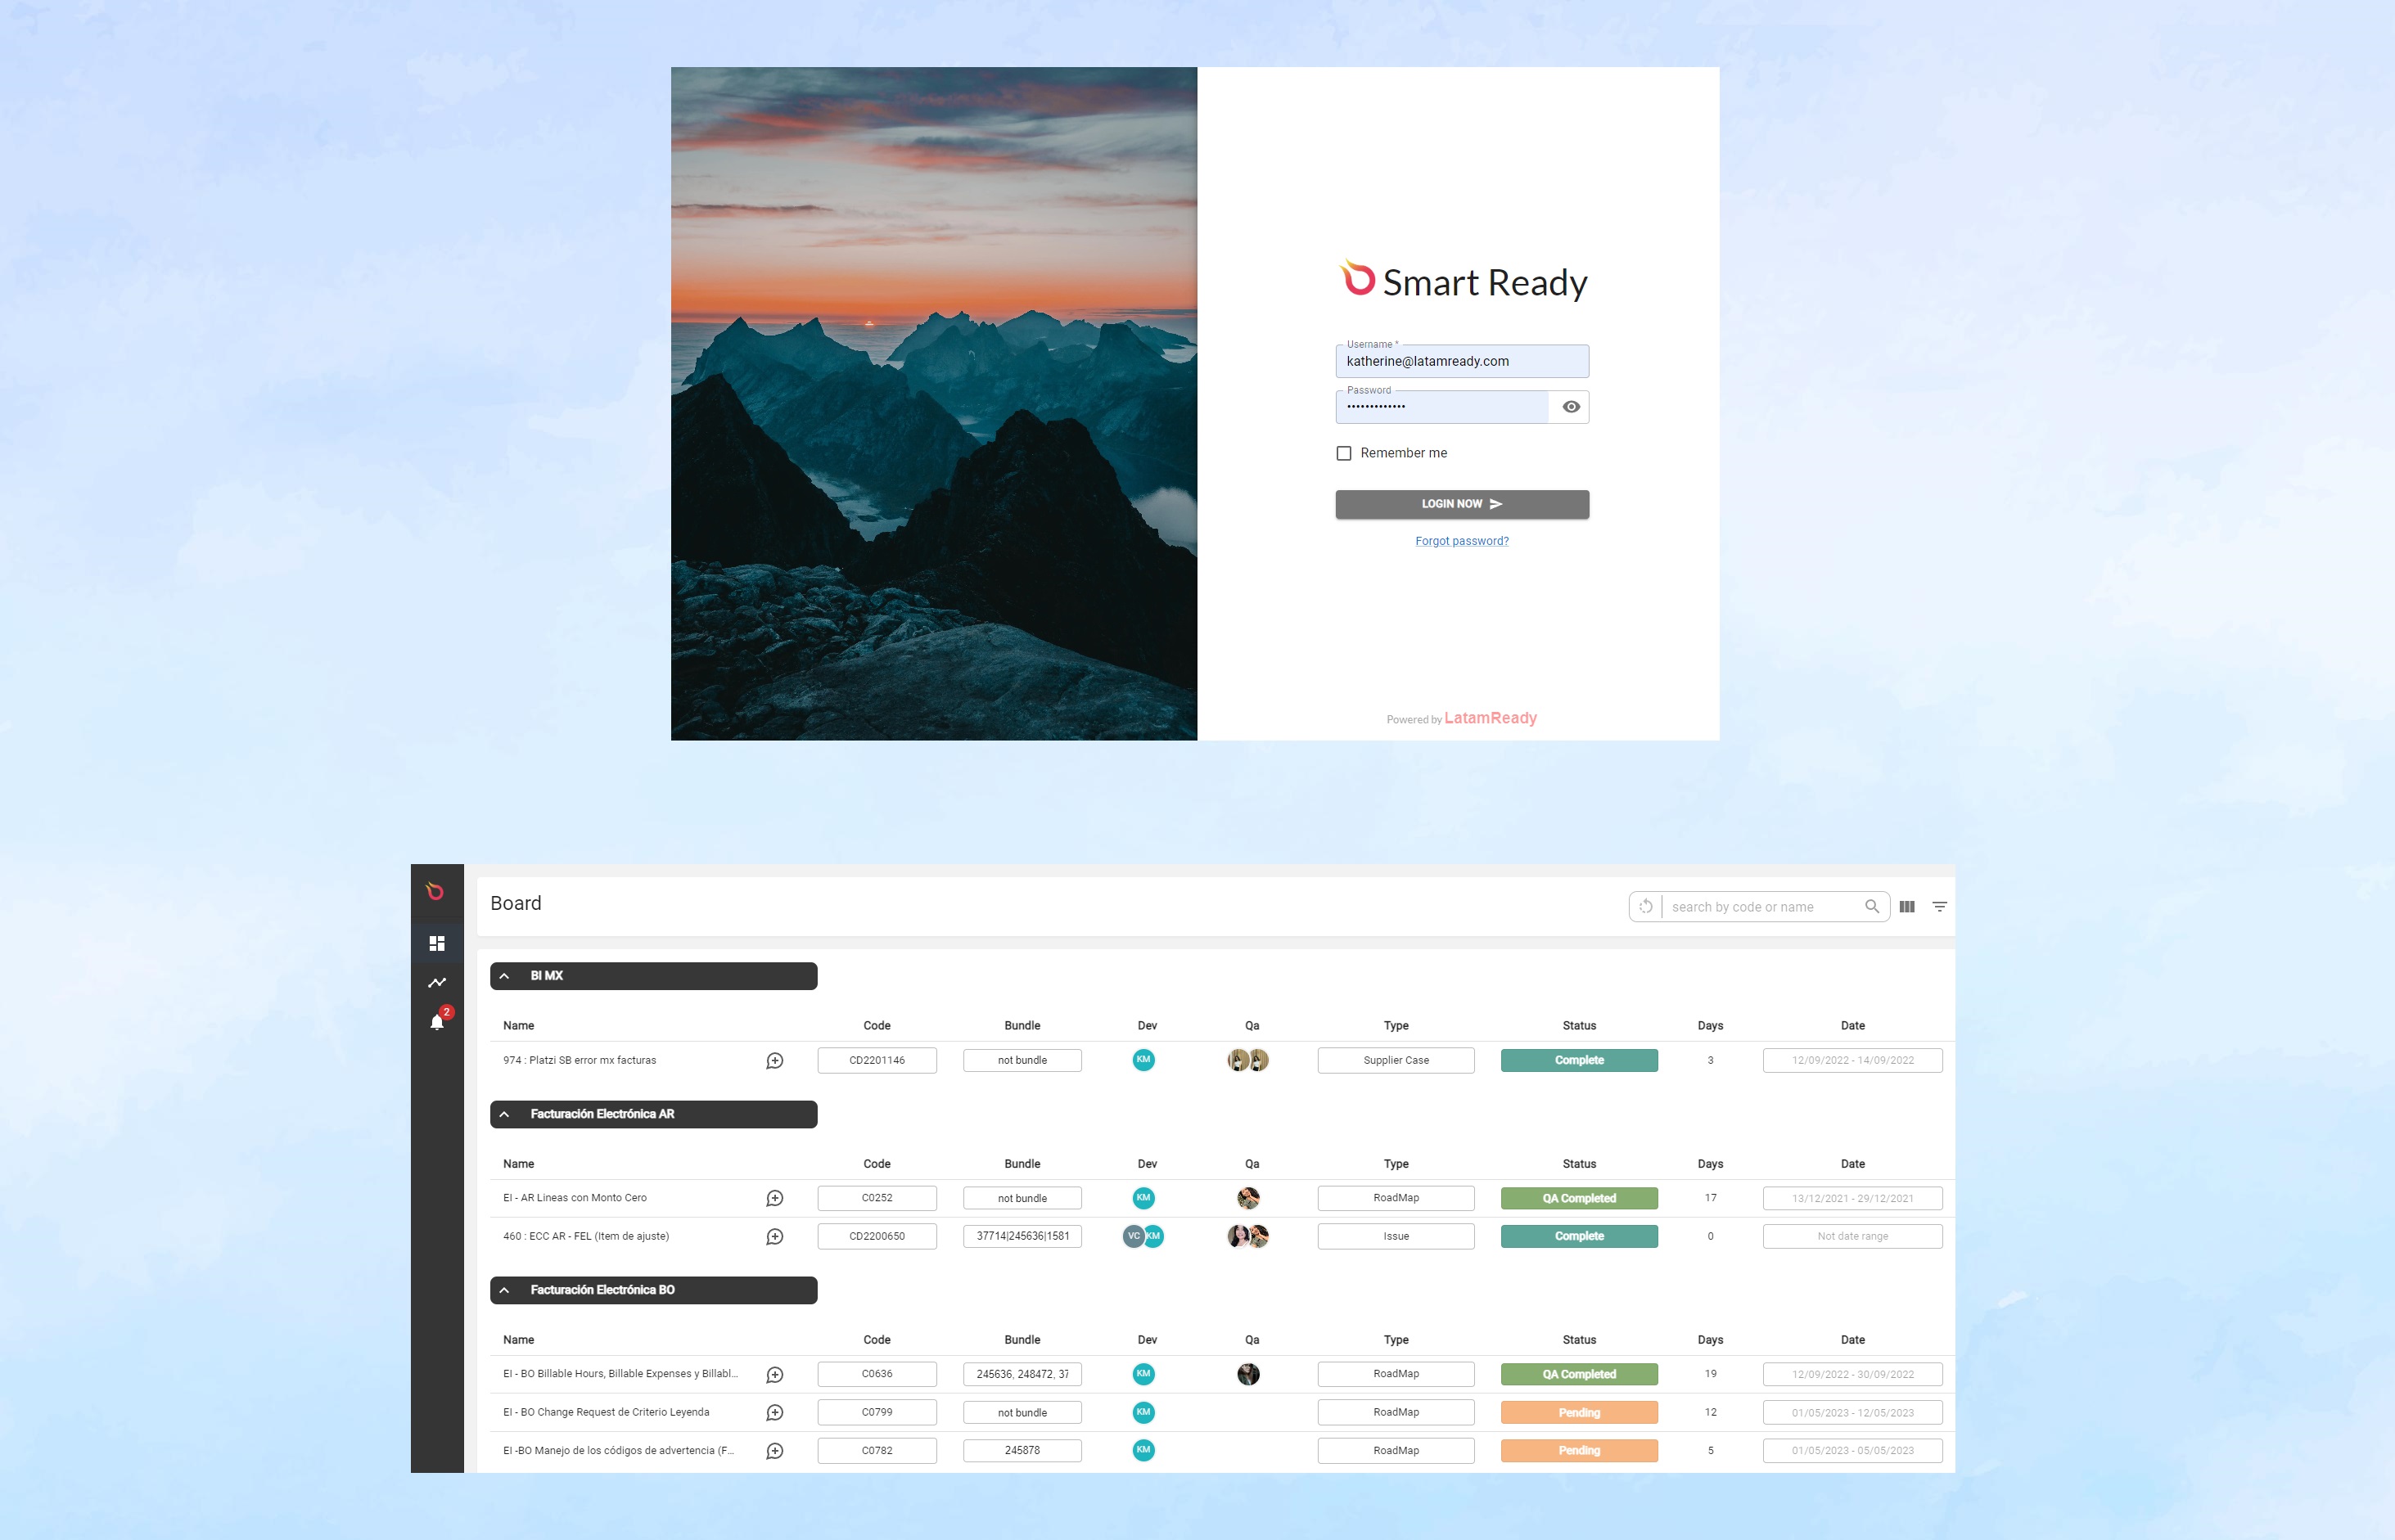 Smart Ready
Username *
katherine@latamready.com
Password
•••••••••••••
Remember me
LOGIN NOW
Forgot password?
Powered by LatamReady
Board
search by code or name
2
BI MX
Name Code Bundle Dev Qa Type Status Days Date
974 : Platzi SB error mx facturas CD2201146 not bundle KM Supplier Case Complete 3 12/09/2022 - 14/09/2022
Facturación Electrónica AR
Name Code Bundle Dev Qa Type Status Days Date
EI - AR Lineas con Monto Cero C0252 not bundle KM RoadMap QA Completed 17 13/12/2021 - 29/12/2021
460 : ECC AR - FEL (Item de ajuste) CD2200650 37714|245636|1581 VC KM Issue Complete 0 Not date range
Facturación Electrónica BO
Name Code Bundle Dev Qa Type Status Days Date
EI - BO Billable Hours, Billable Expenses y Billabl... C0636 245636, 248472, 37 KM RoadMap QA Completed 19 12/09/2022 - 30/09/2022
EI - BO Change Request de Criterio Leyenda C0799 not bundle KM RoadMap Pending 12 01/05/2023 - 12/05/2023
EI -BO Manejo de los códigos de advertencia (F... C0782 245878 KM RoadMap Pending 5 01/05/2023 - 05/05/2023